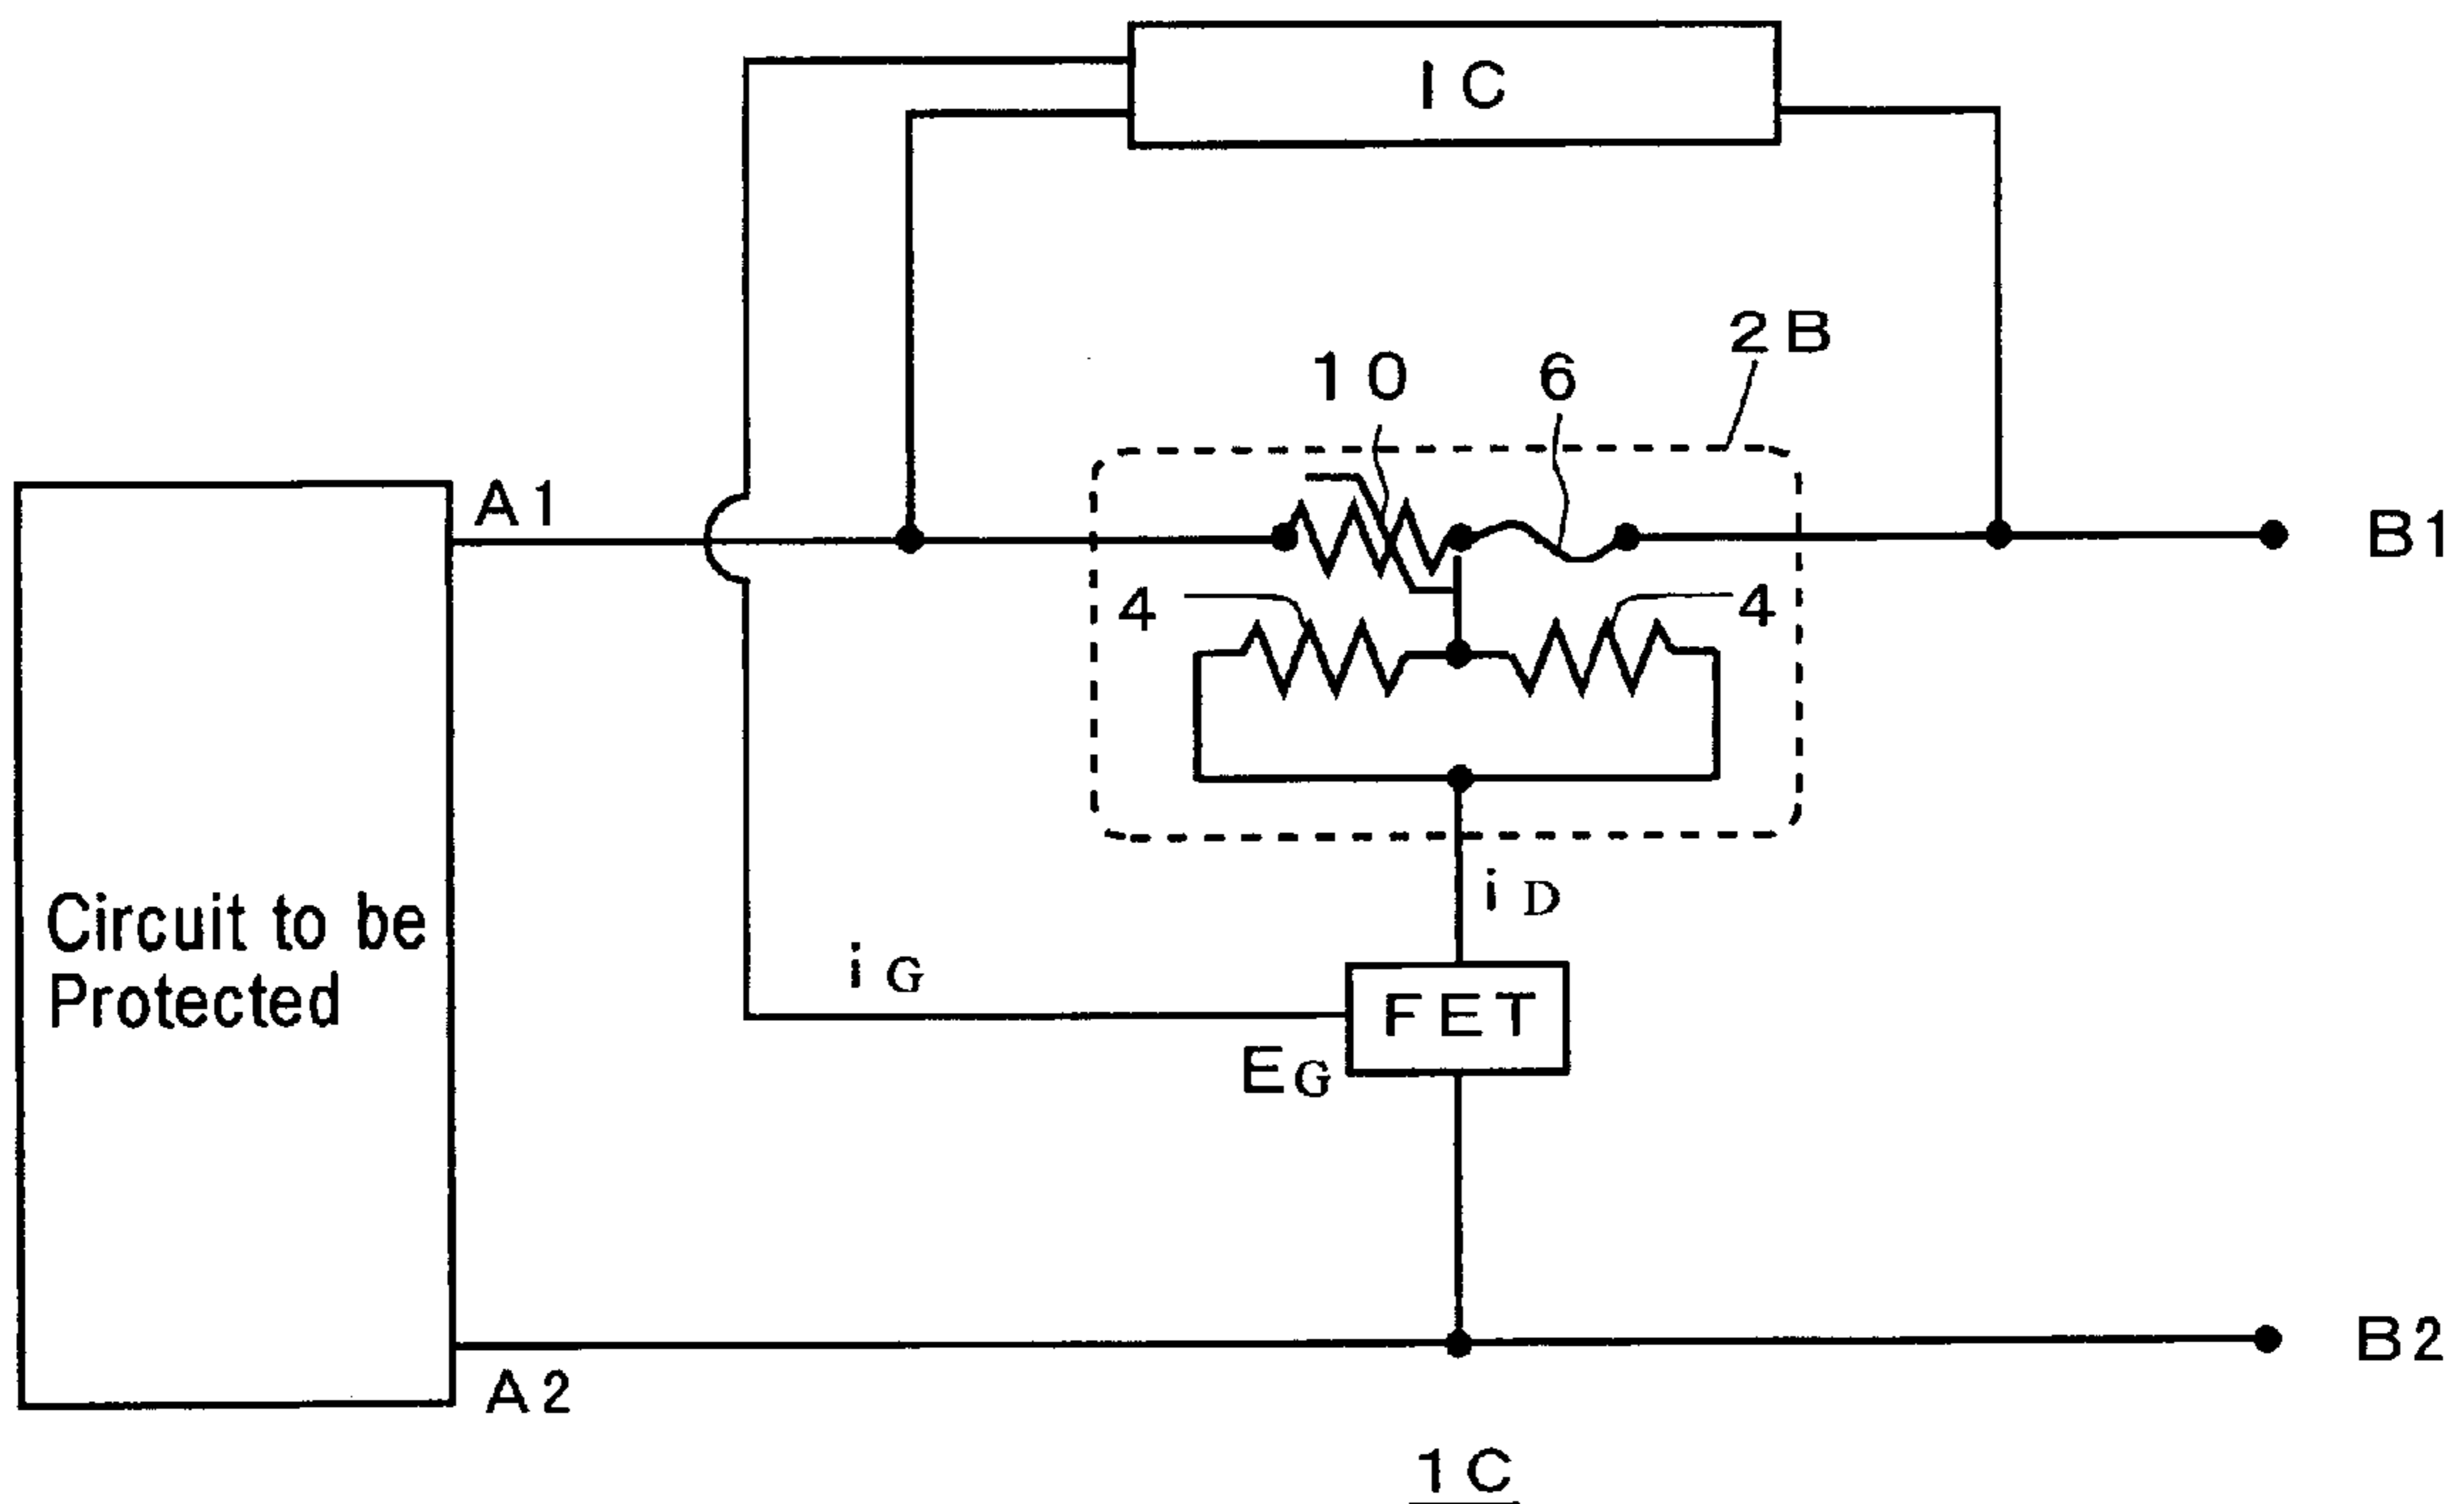 IC
2B
10 6
A1
B1
4 4
iD
Circuit to be
Protected
iG
FET
EG
B2
A2
1C